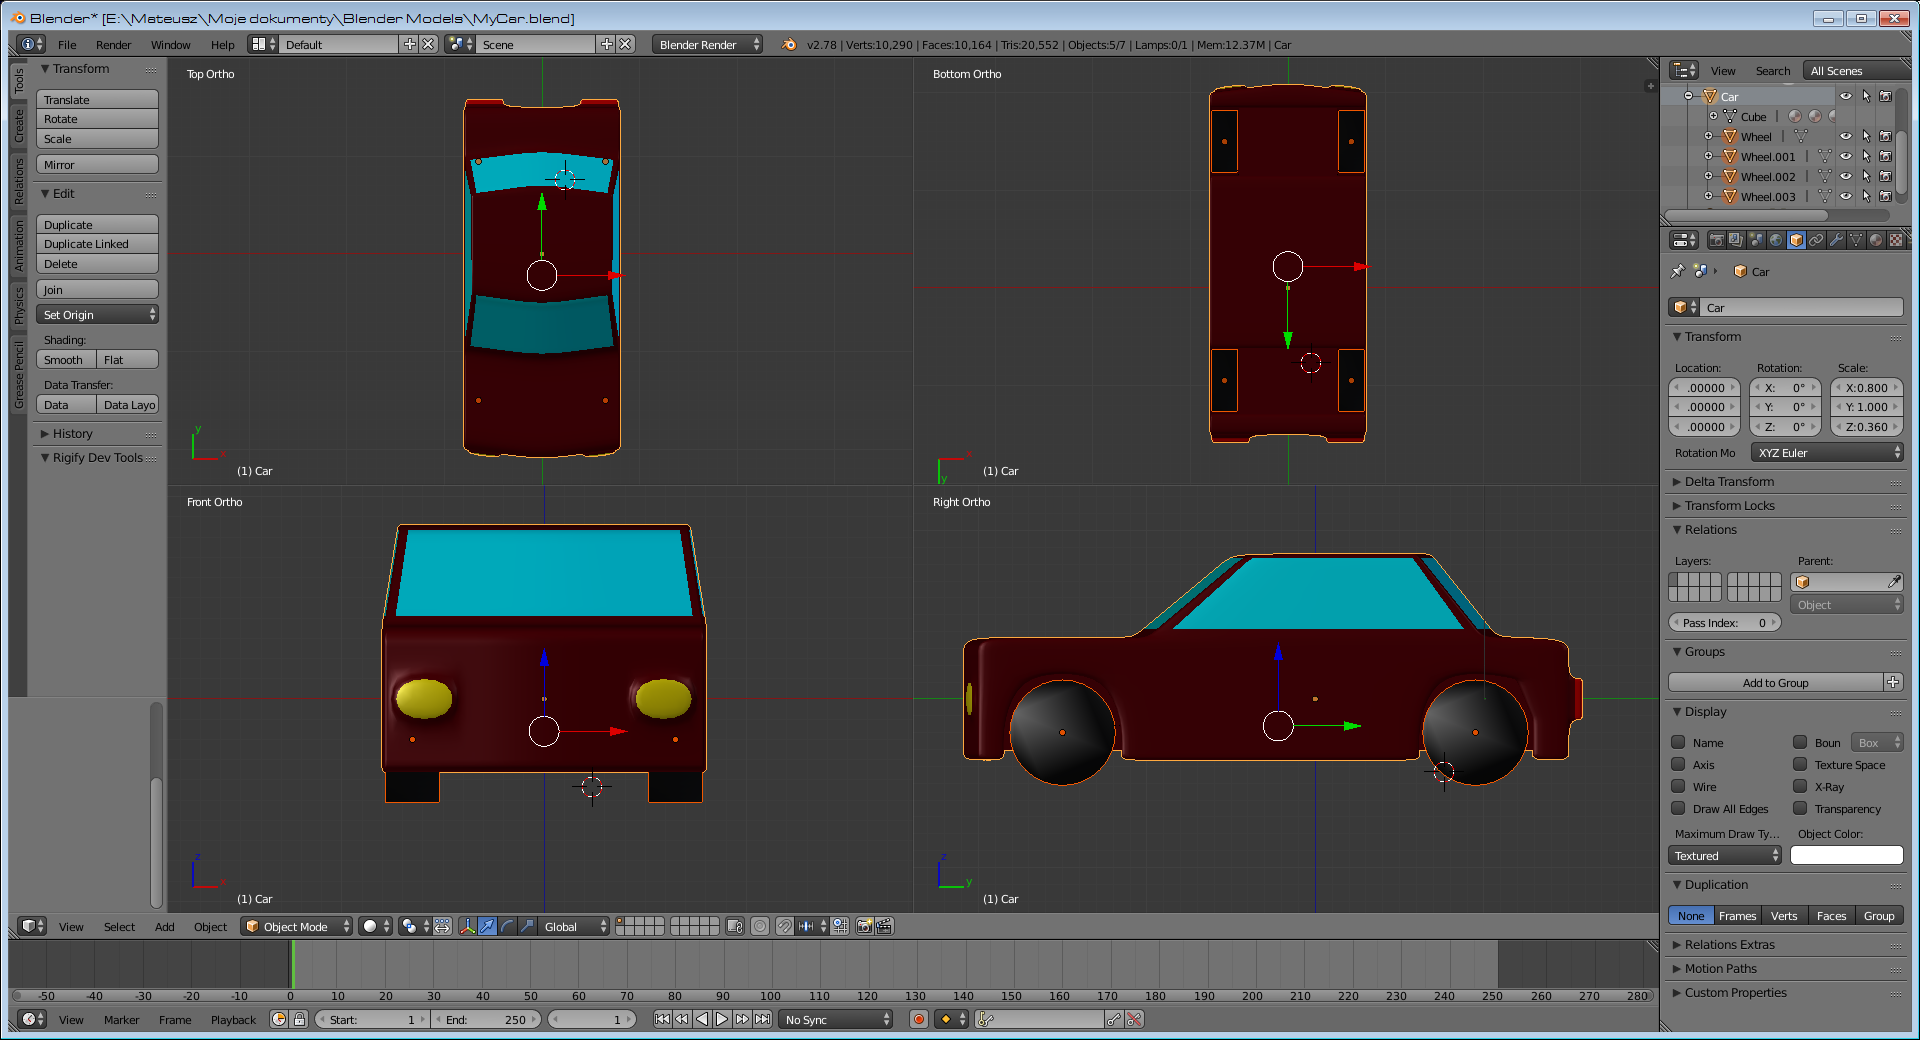 Blender* [E:\Mateusz\Moje dokumenty\Blender Models\MyCar.blend]
File Render Window Help Default Scene Blender Render v2.78 | Verts:10,290 | Faces:10,164 | Tris:20,552 | Objects:5/7 | Lamps:0/1 | Mem:12.37M | Car
Tools
Create
Relations
Animation
Physics
Grease Pencil
Transform
Translate
Rotate
Scale
Mirror
Edit
Duplicate
Duplicate Linked
Delete
Join
Set Origin
Shading:
Smooth Flat
Data Transfer:
Data Data Layo
History
Rigify Dev Tools
Top Ortho
y
(1) Car
Bottom Ortho
y
(1) Car
Front Ortho
z
(1) Car
Right Ortho
z
y
(1) Car
View Search All Scenes
Car
Cube
Wheel
Wheel.001
Wheel.002
Wheel.003
Car
Car
Transform
Location: Rotation: Scale:
.00000 X: 0° X:0.800
.00000 Y: 0° Y: 1.000
.00000 Z: 0° Z:0.360
Rotation Mo XYZ Euler
Delta Transform
Transform Locks
Relations
Layers: Parent:
Object
Pass Index: 0
Groups
Add to Group
Display
Name Boun Box
Axis Texture Space
Wire X-Ray
Draw All Edges Transparency
Maximum Draw Ty... Object Color:
Textured
Duplication
None Frames Verts Faces Group
Relations Extras
Motion Paths
Custom Properties
View Select Add Object Object Mode Global
-50 -40 -30 -20 -10 0 10 20 30 40 50 60 70 80 90 100 110 120 130 140 150 160 170 180 190 200 210 220 230 240 250 260 270 280
View Marker Frame Playback Start: 1 End: 250 1 No Sync